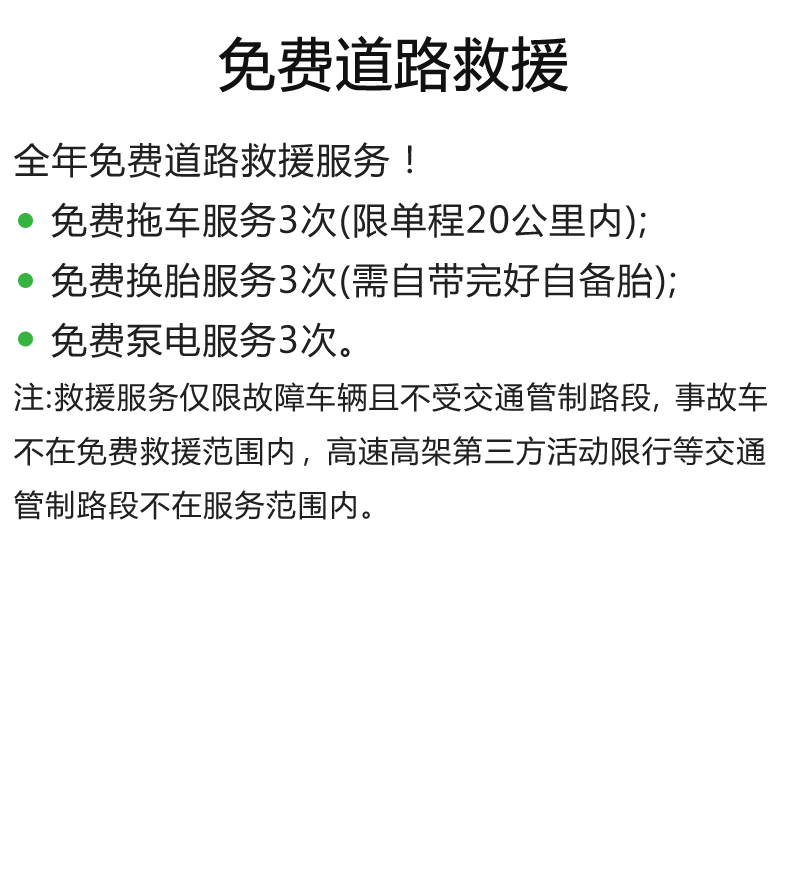 免费道路救援
全年免费道路救援服务！
• 免费拖车服务3次(限单程20公里内);
• 免费换胎服务3次(需自带完好自备胎);
• 免费泵电服务3次。
注:救援服务仅限故障车辆且不受交通管制路段, 事故车
不在免费救援范围内, 高速高架第三方活动限行等交通
管制路段不在服务范围内。